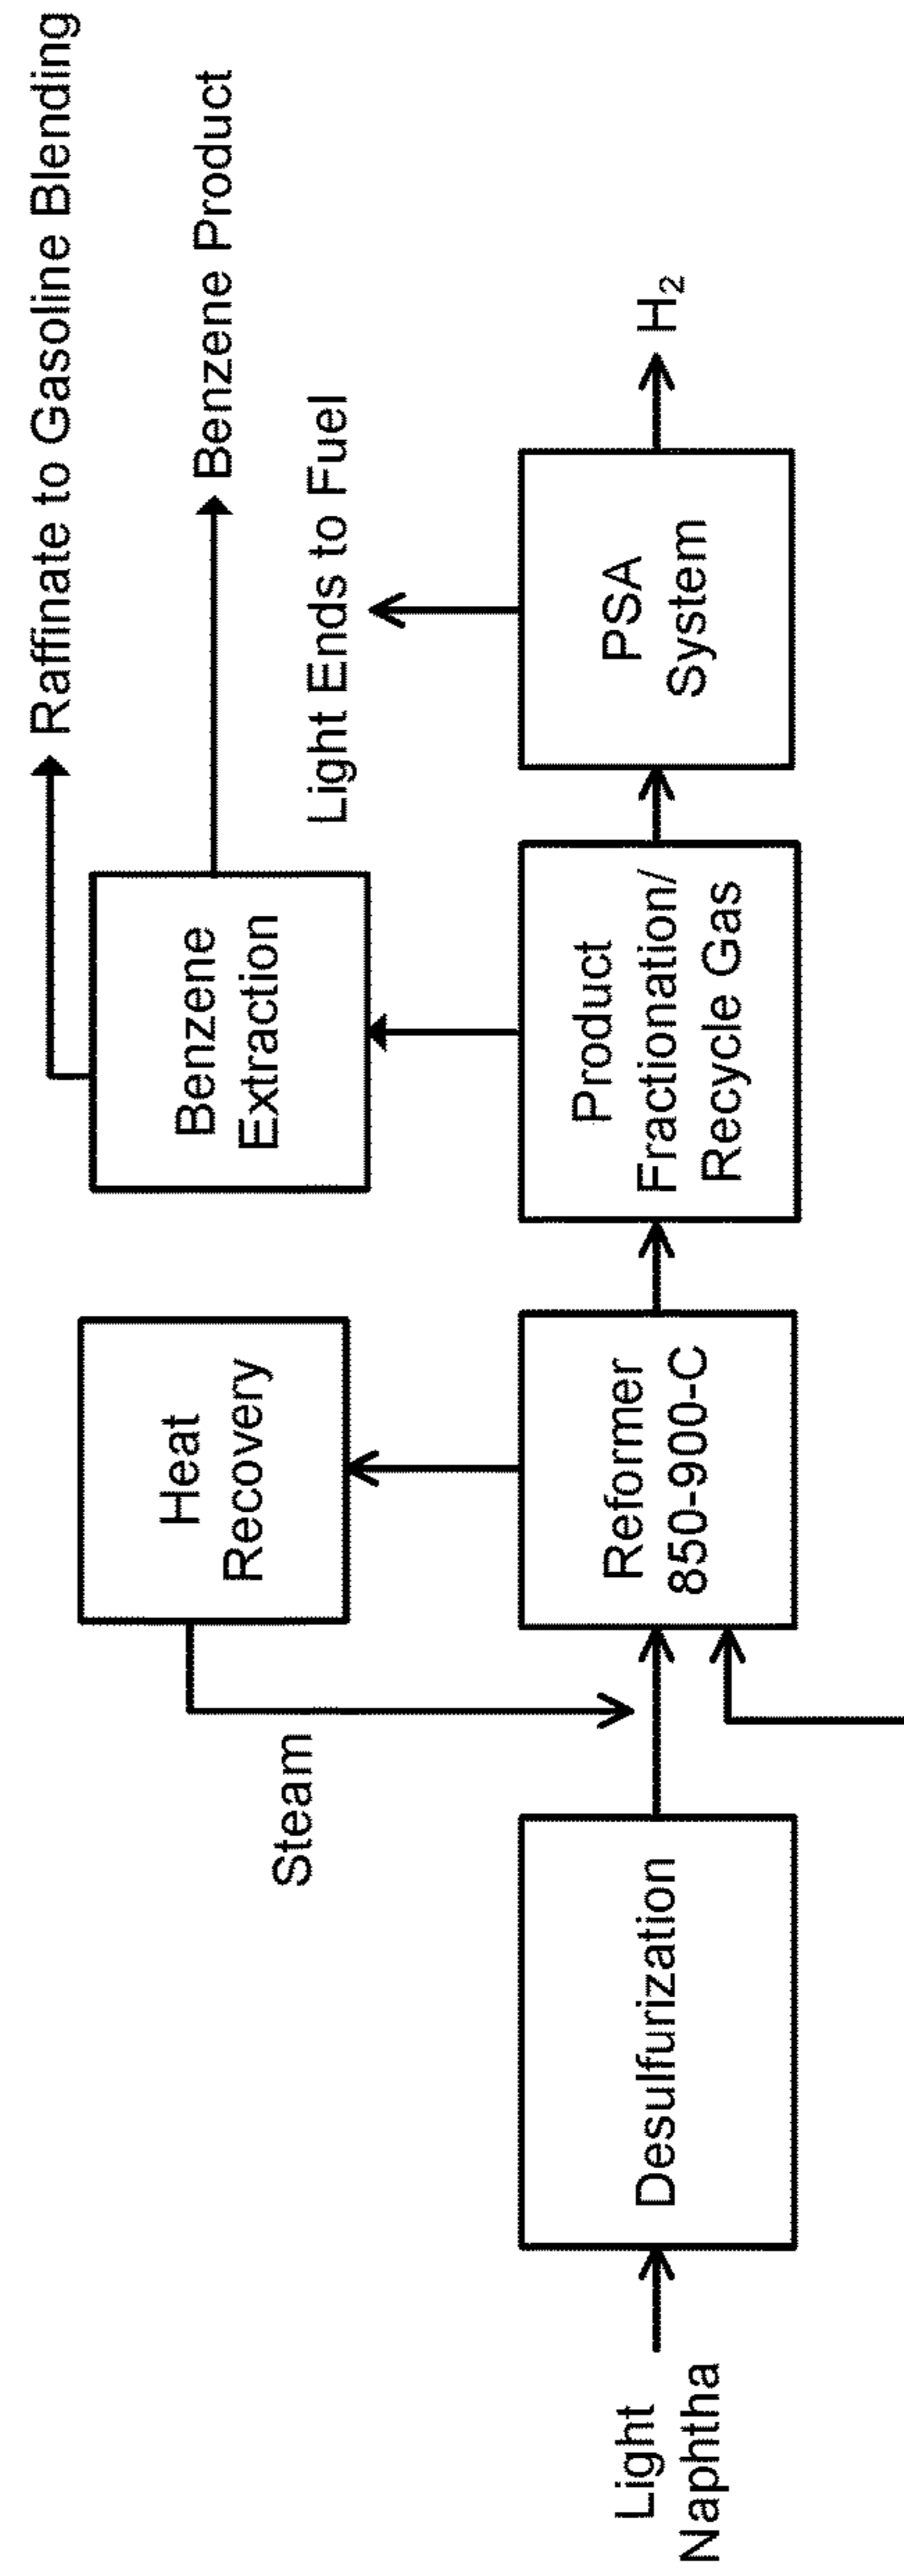 Raffinate to Gasoline Blending
Benzene Product
Benzene
Extraction
Heat
Recovery
Light Ends to Fuel
Steam
Light
Naphtha
Desulfurization
Reformer
850-900-C
Product
Fractionation/
Recycle Gas
PSA
System
H₂